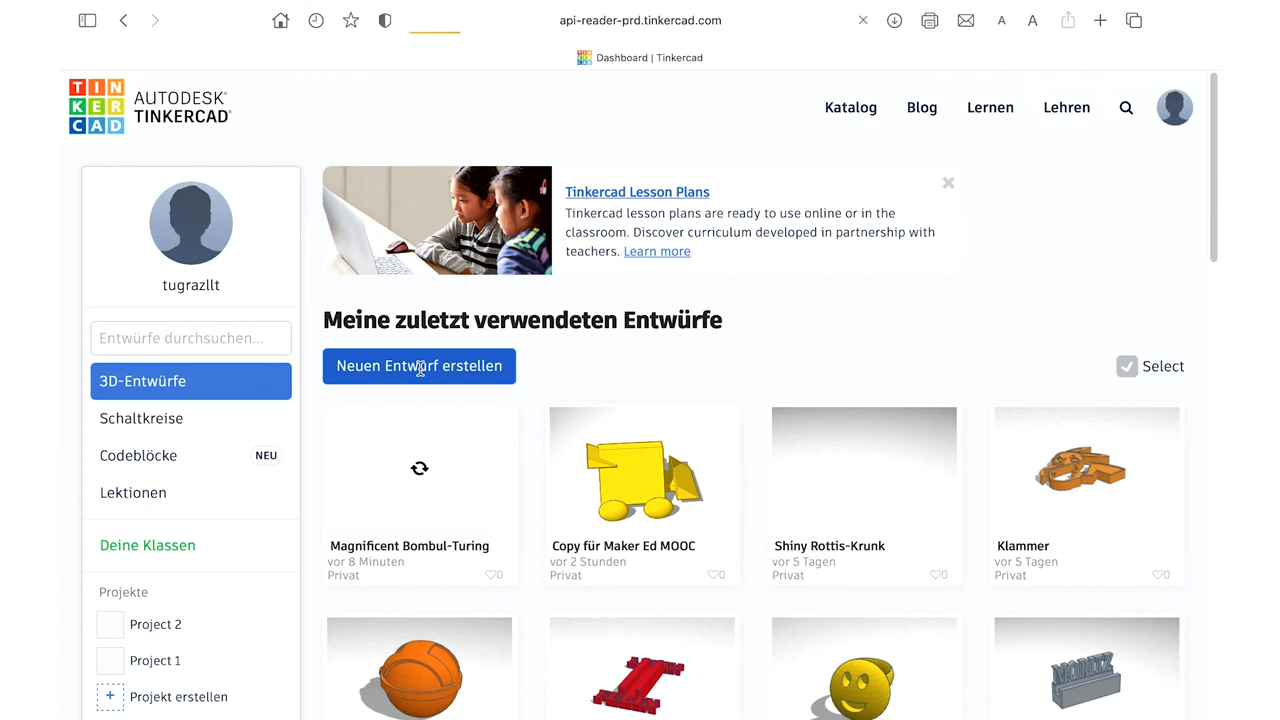 api-reader-prd.tinkercad.com
A
A
Dashboard | Tinkercad
TIN
KER
CAD
AUTODESK®
TINKERCAD®
Katalog
Blog
Lernen
Lehren
tugrazllt
Entwürfe durchsuchen...
3D-Entwürfe
Schaltkreise
Codeblöcke
NEU
Lektionen
Deine Klassen
Projekte
Project 2
Project 1
+ Projekt erstellen
Tinkercad Lesson Plans
Tinkercad lesson plans are ready to use online or in the
classroom. Discover curriculum developed in partnership with
teachers. Learn more
Meine zuletzt verwendeten Entwürfe
Neuen Entwurf erstellen
Select
Magnificent Bombul-Turing
vor 8 Minuten
Privat
0
Copy für Maker Ed MOOC
vor 2 Stunden
Privat
0
Shiny Rottis-Krunk
vor 5 Tagen
Privat
0
Klammer
vor 5 Tagen
Privat
0
MORITZ